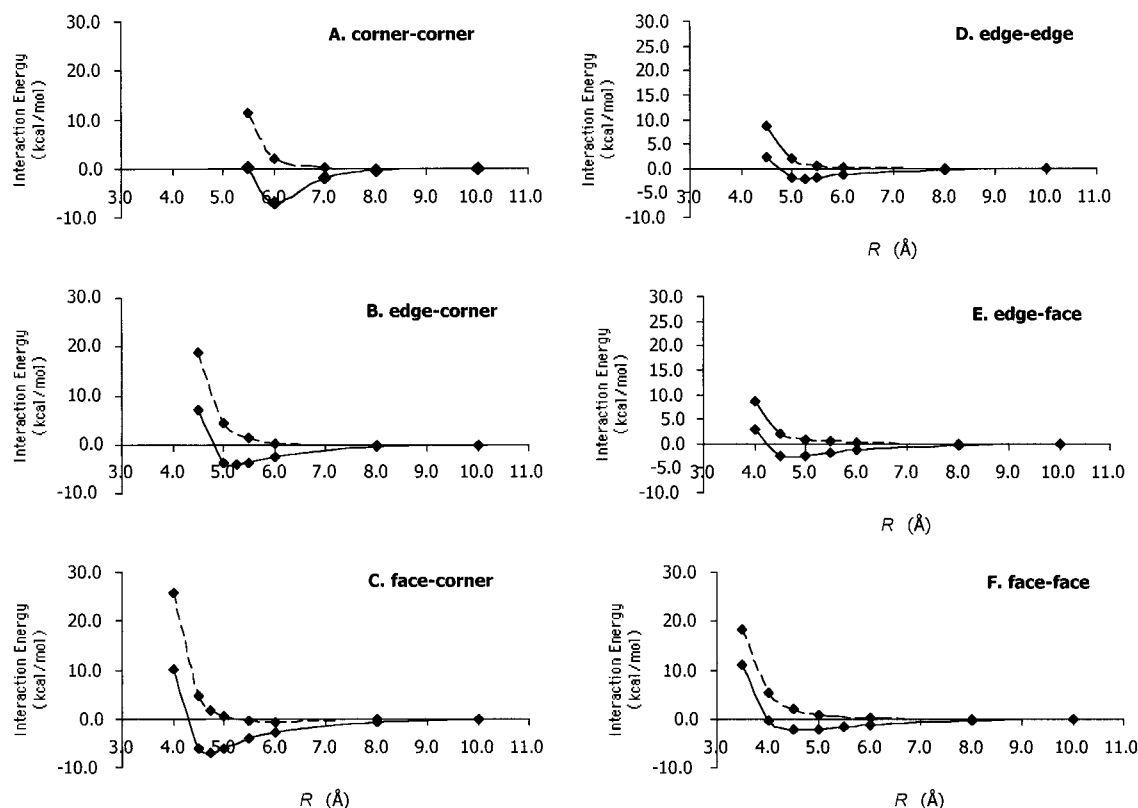 A. corner-corner
Interaction Energy
(kcal/mol)
30.0
20.0
10.0
0.0
-10.0
3.0 4.0 5.0 6.0 7.0 8.0 9.0 10.0 11.0
B. edge-corner
Interaction Energy
(kcal/mol)
30.0
20.0
10.0
0.0
-10.0
3.0 4.0 5.0 6.0 7.0 8.0 9.0 10.0 11.0
C. face-corner
Interaction Energy
(kcal/mol)
30.0
20.0
10.0
0.0
-10.0
3.0 4.0 5.0 6.0 7.0 8.0 9.0 10.0 11.0
R (Å)
D. edge-edge
Interaction Energy
(kcal/mol)
30.0
25.0
20.0
15.0
10.0
5.0
0.0
-5.0
-10.0
3.0 4.0 5.0 6.0 7.0 8.0 9.0 10.0 11.0
R (Å)
E. edge-face
Interaction Energy
(kcal/mol)
30.0
25.0
20.0
15.0
10.0
5.0
0.0
-5.0
-10.0
3.0 4.0 5.0 6.0 7.0 8.0 9.0 10.0 11.0
R (Å)
F. face-face
Interaction Energy
(kcal/mol)
30.0
20.0
10.0
0.0
-10.0
3.0 4.0 5.0 6.0 7.0 8.0 9.0 10.0 11.0
R (Å)